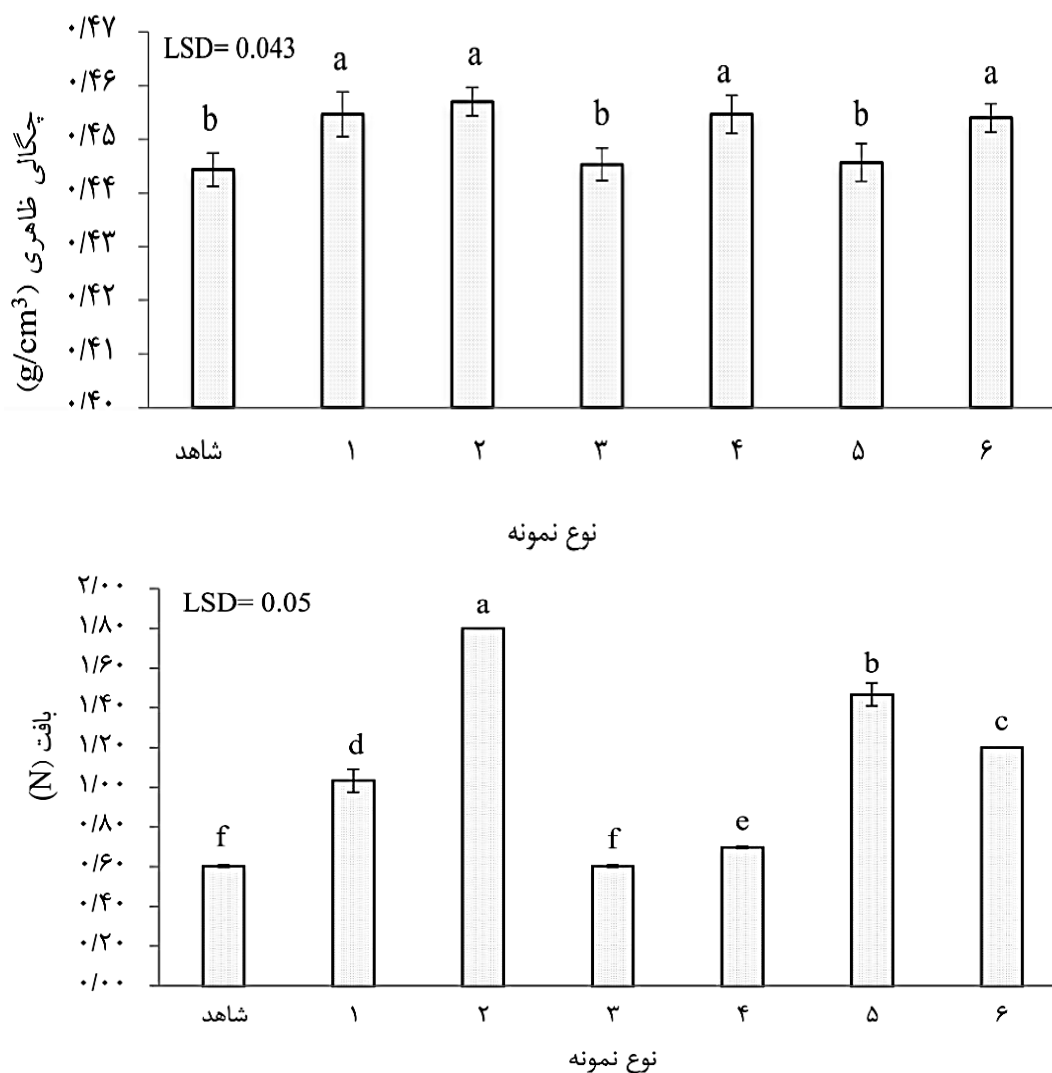 چگالی ظاهری (g/cm³)
۰/۴۷
۰/۴۶
۰/۴۵
۰/۴۴
۰/۴۳
۰/۴۲
۰/۴۱
۰/۴۰
LSD= 0.043
b a a b a b a
شاهد ۱ ۲ ۳ ۴ ۵ ۶
نوع نمونه
بافت (N)
۲/۰۰
۱/۸۰
۱/۶۰
۱/۴۰
۱/۲۰
۱/۰۰
۰/۸۰
۰/۶۰
۰/۴۰
۰/۲۰
۰/۰۰
LSD= 0.05
f d a f e b c
شاهد ۱ ۲ ۳ ۴ ۵ ۶
نوع نمونه